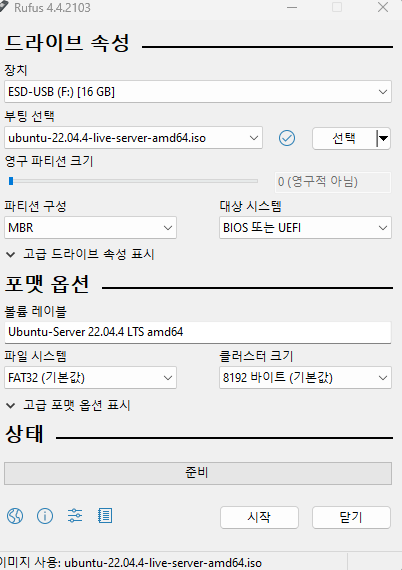 Rufus 4.4.2103
드라이브 속성
장치
ESD-USB (F:) [16 GB]
부팅 선택
ubuntu-22.04.4-live-server-amd64.iso
선택
영구 파티션 크기
0 (영구적 아님)
파티션 구성
대상 시스템
MBR
BIOS 또는 UEFI
고급 드라이브 속성 표시
포맷 옵션
볼륨 레이블
Ubuntu-Server 22.04.4 LTS amd64
파일 시스템
클러스터 크기
FAT32 (기본값)
8192 바이트 (기본값)
고급 포맷 옵션 표시
상태
준비
시작
닫기
이미지 사용: ubuntu-22.04.4-live-server-amd64.iso